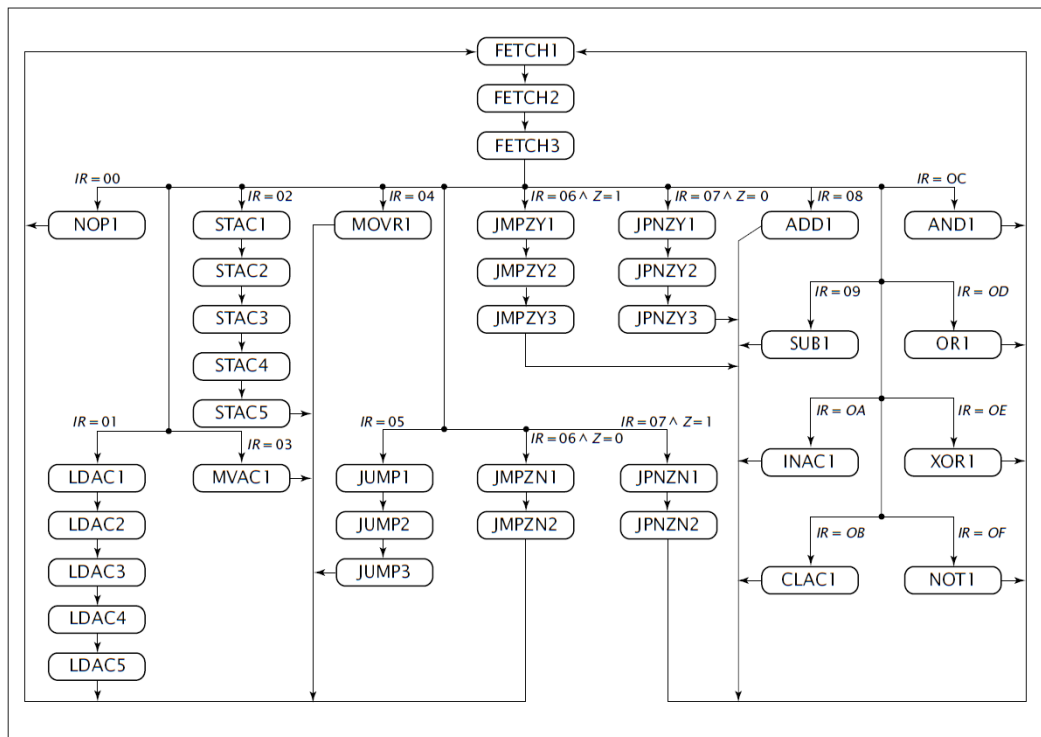 FETCH1
FETCH2
FETCH3
IR = 00
IR = 02
IR = 04
IR = 06 ∧ Z = 1
IR = 07 ∧ Z = 0
IR = 08
IR = OC
NOP1
STAC1
MOVR1
JMPZY1
JPNZY1
ADD1
AND1
STAC2
JMPZY2
JPNZY2
IR = 09
IR = OD
STAC3
JMPZY3
JPNZY3
SUB1
OR1
STAC4
STAC5
IR = 01
IR = 03
IR = 05
IR = 06 ∧ Z = 0
IR = 07 ∧ Z = 1
IR = OA
IR = OE
LDAC1
MVAC1
JUMP1
JMPZN1
JPNZN1
INAC1
XOR1
LDAC2
JUMP2
JMPZN2
JPNZN2
IR = OB
IR = OF
LDAC3
JUMP3
CLAC1
NOT1
LDAC4
LDAC5